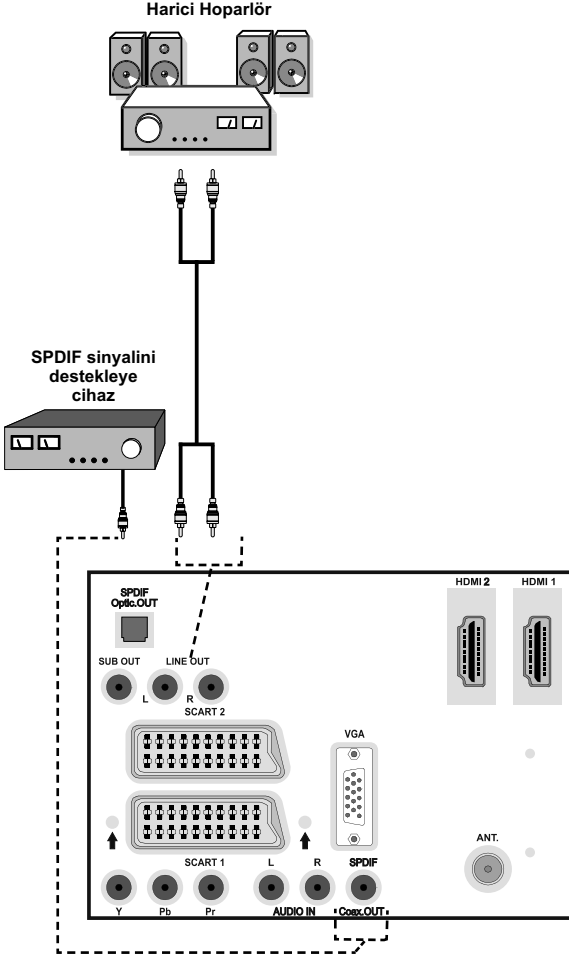 Harici Hoparlör
SPDIF sinyalini
destekleye
cihaz
SPDIF
Optic.OUT
HDMI 2
HDMI 1
SUB OUT
LINE OUT
L
R
SCART 2
VGA
ANT.
SCART 1
L
R
SPDIF
Y
Pb
Pr
AUDIO IN
Coax.OUT